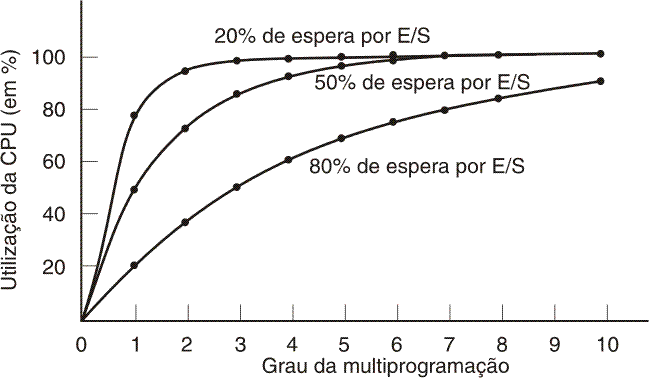 20% de espera por E/S
50% de espera por E/S
80% de espera por E/S
Utilização da CPU (em %)
100
80
60
40
20
0 1 2 3 4 5 6 7 8 9 10
Grau da multiprogramação